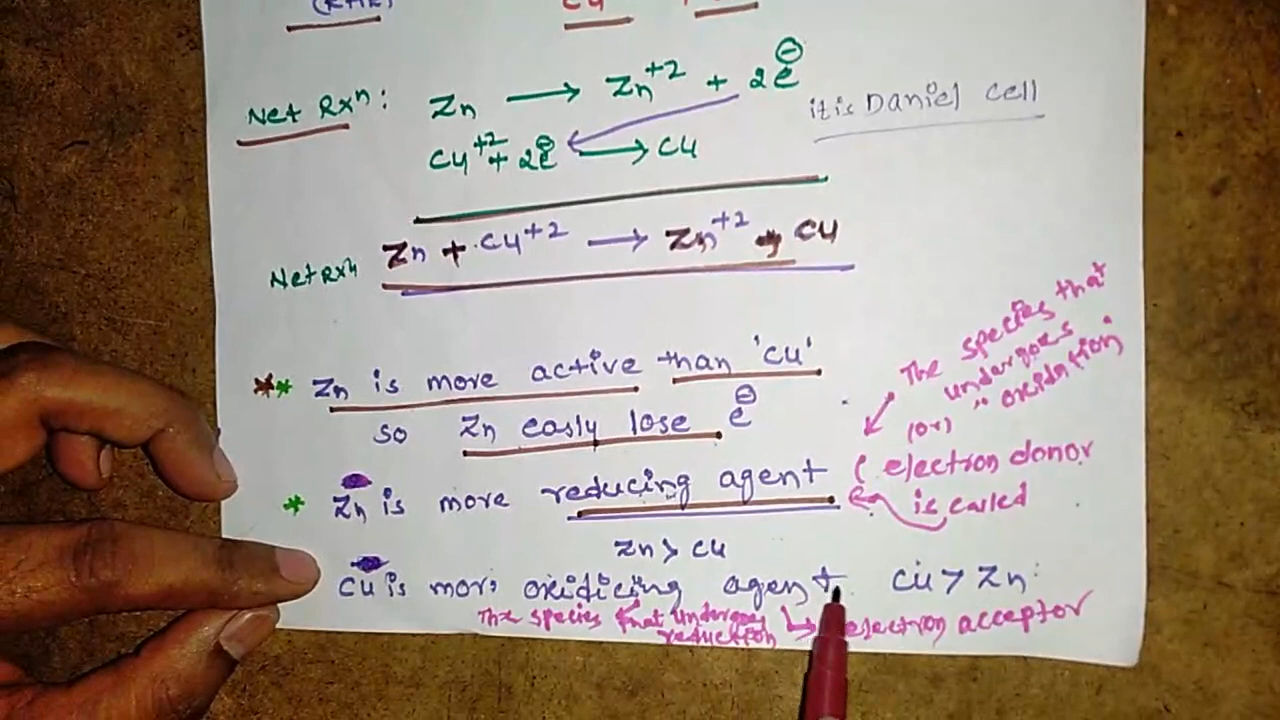 (RHE)
Cu
Net Rxn: Zn → Zn+2 + 2e⊖
it is Daniel cell
Cu+2 + 2e⊖ → Cu
Net Rxn Zn + Cu+2 → Zn+2 + Cu
** Zn is more active than 'Cu'
so Zn easly lose e⊖
* Zn is more reducing agent
The species that
undergoes
(or) " oxidation"
( electron donor
is called
Zn > Cu
Cu is more oxidicing agent Cu > Zn
The species that undergoes
reduction → electron acceptor